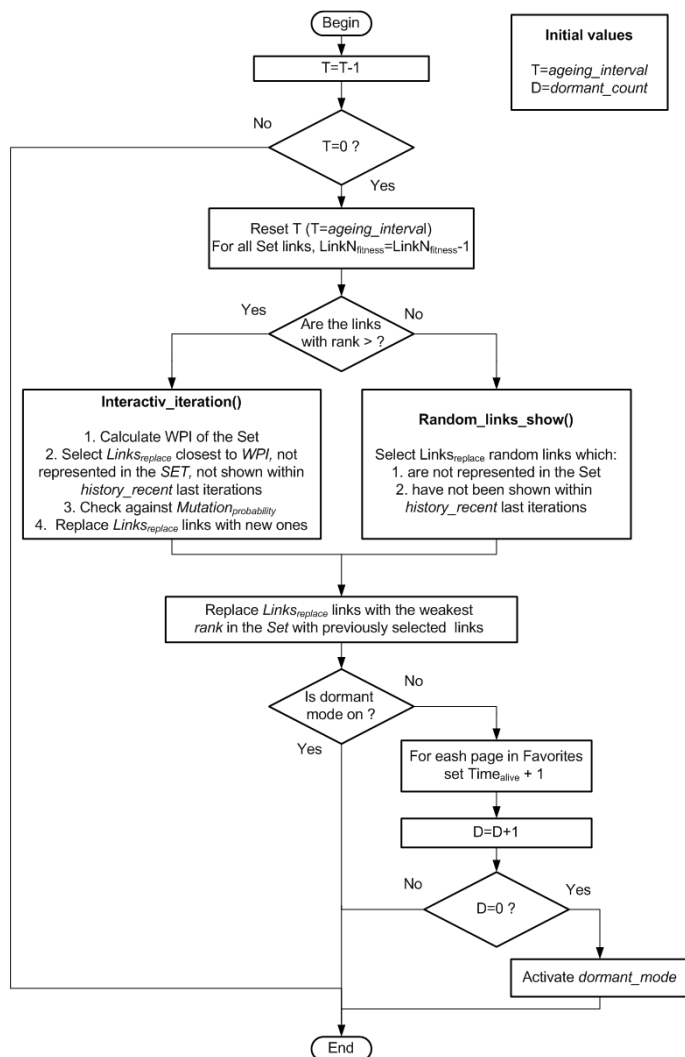 Begin
Initial values
T=ageing_interval
D=dormant_count
T=T-1
No
T=0 ?
Yes
Reset T (T=ageing_interval)
For all Set links, LinkNfitness=LinkNfitness-1
Yes
No
Are the links
with rank > ?
Interactiv_iteration()
1. Calculate WPI of the Set
2. Select Linksreplace closest to WPI, not
represented in the SET, not shown within
history_recent last iterations
3. Check against Mutationprobability
4. Replace Linksreplace links with new ones
Random_links_show()
Select Linksreplace random links which:
1. are not represented in the Set
2. have not been shown within
history_recent last iterations
Replace Linksreplace links with the weakest
rank in the Set with previously selected links
No
Is dormant
mode on ?
Yes
For eash page in Favorites
set Timealive + 1
D=D+1
No
Yes
D=0 ?
Activate dormant_mode
End